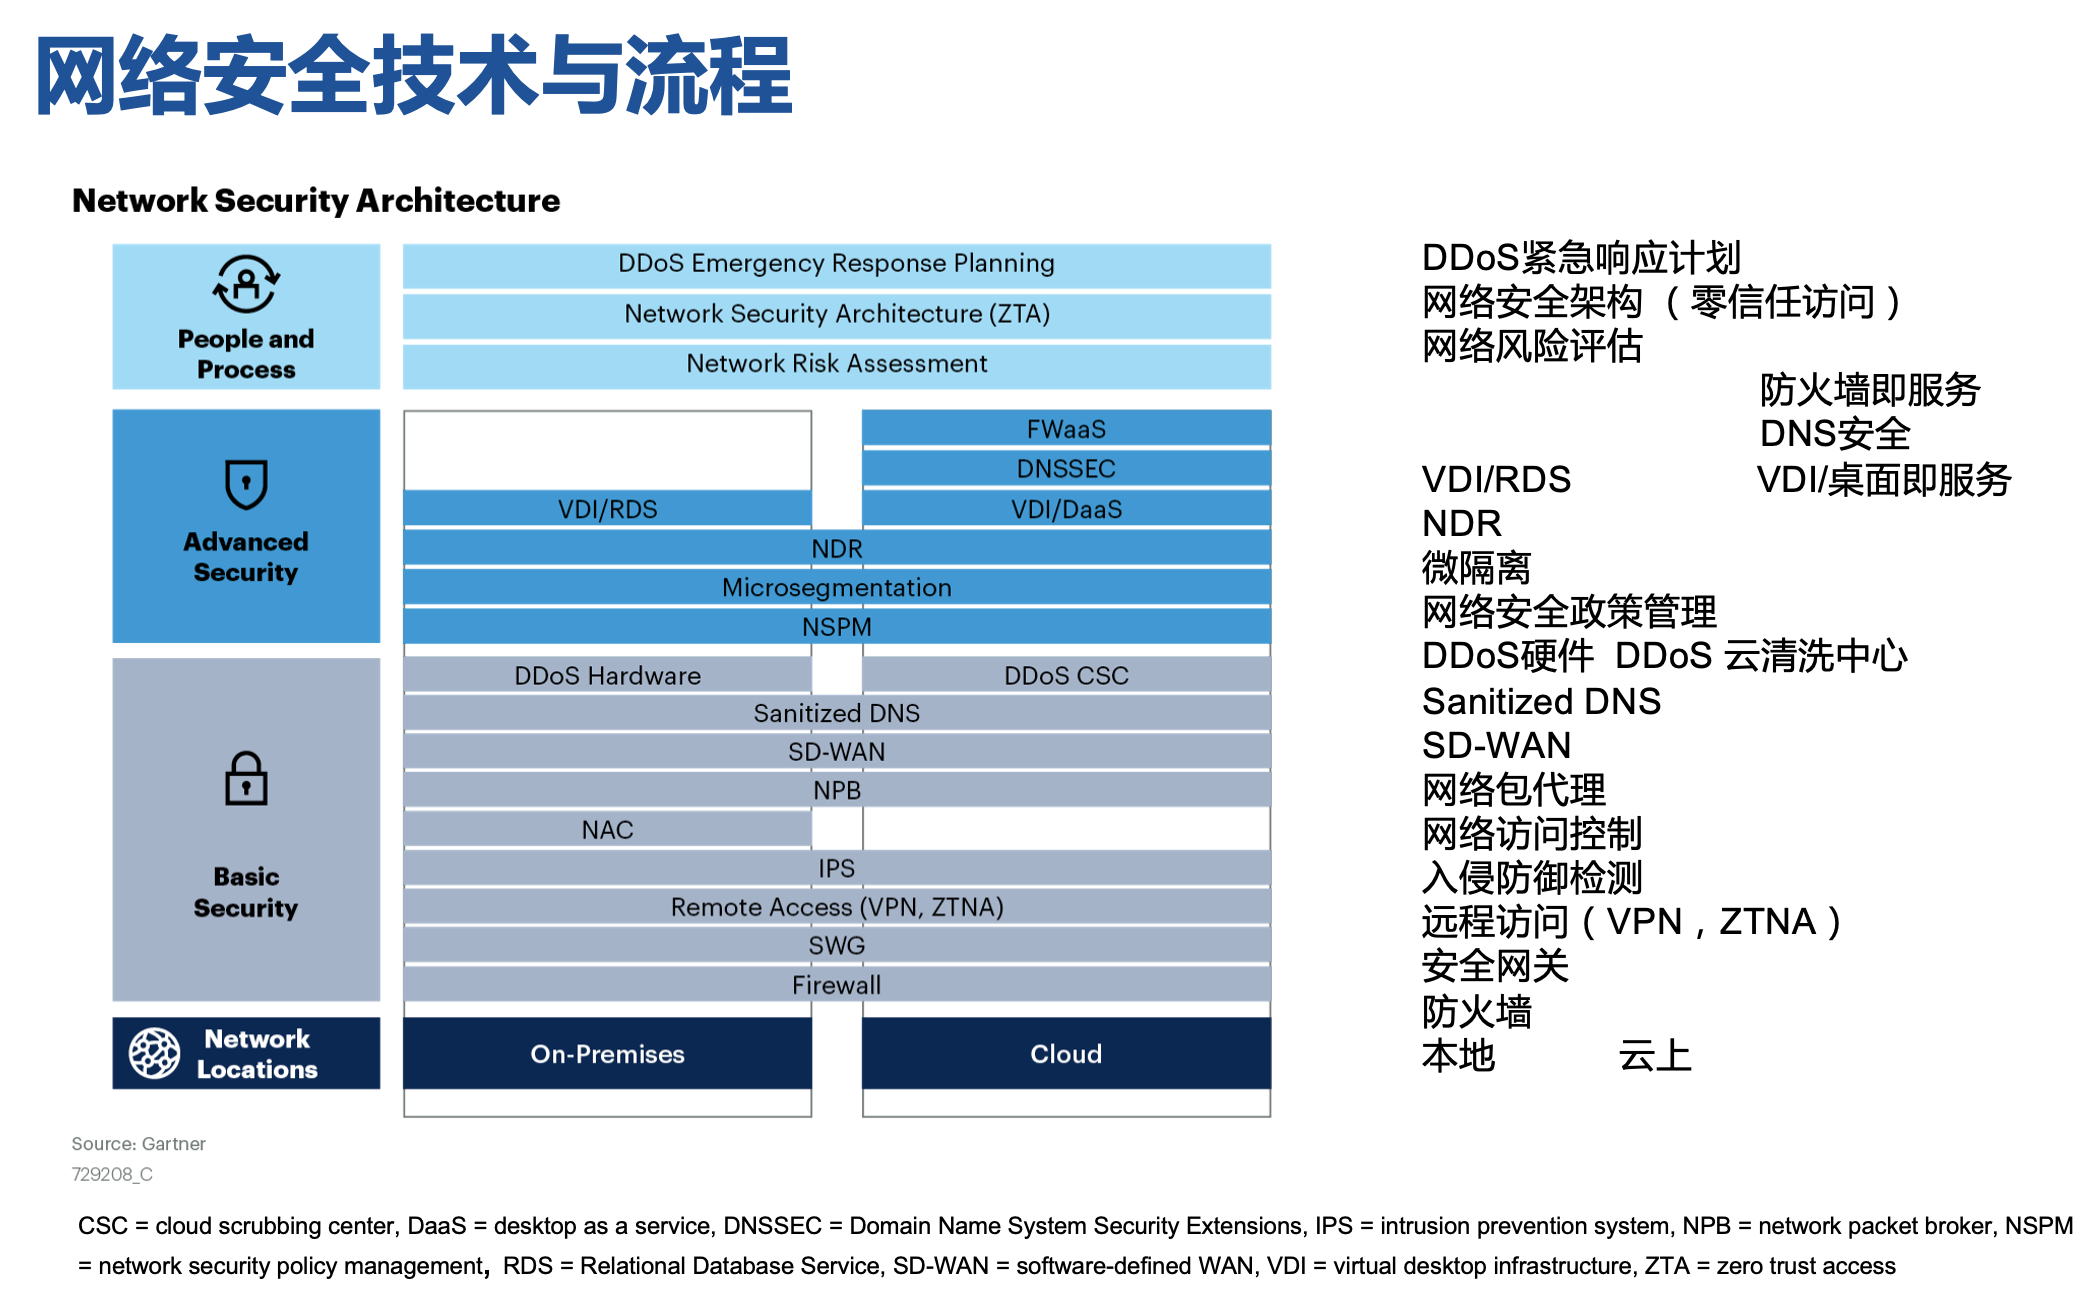 网络安全技术与流程
Network Security Architecture
People and
Process
DDoS Emergency Response Planning
Network Security Architecture (ZTA)
Network Risk Assessment
Advanced
Security
FWaaS
DNSSEC
VDI/RDS
VDI/DaaS
NDR
Microsegmentation
NSPM
Basic
Security
DDoS Hardware
DDoS CSC
Sanitized DNS
SD-WAN
NPB
NAC
IPS
Remote Access (VPN, ZTNA)
SWG
Firewall
Network
Locations
On-Premises
Cloud
DDoS紧急响应计划
网络安全架构（零信任访问）
网络风险评估
防火墙即服务
DNS安全
VDI/RDS VDI/桌面即服务
NDR
微隔离
网络安全政策管理
DDoS硬件 DDoS 云清洗中心
Sanitized DNS
SD-WAN
网络包代理
网络访问控制
入侵防御检测
远程访问（VPN，ZTNA）
安全网关
防火墙
本地 云上
Source: Gartner
729208_C
CSC = cloud scrubbing center, DaaS = desktop as a service, DNSSEC = Domain Name System Security Extensions, IPS = intrusion prevention system, NPB = network packet broker, NSPM
= network security policy management，RDS = Relational Database Service, SD-WAN = software-defined WAN, VDI = virtual desktop infrastructure, ZTA = zero trust access